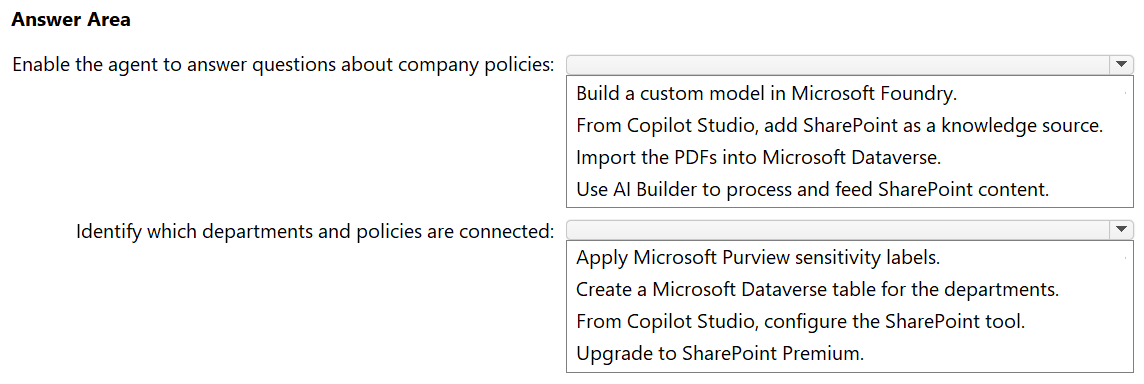 Answer Area
Enable the agent to answer questions about company policies:
Build a custom model in Microsoft Foundry.
From Copilot Studio, add SharePoint as a knowledge source.
Import the PDFs into Microsoft Dataverse.
Use AI Builder to process and feed SharePoint content.
Identify which departments and policies are connected:
Apply Microsoft Purview sensitivity labels.
Create a Microsoft Dataverse table for the departments.
From Copilot Studio, configure the SharePoint tool.
Upgrade to SharePoint Premium.